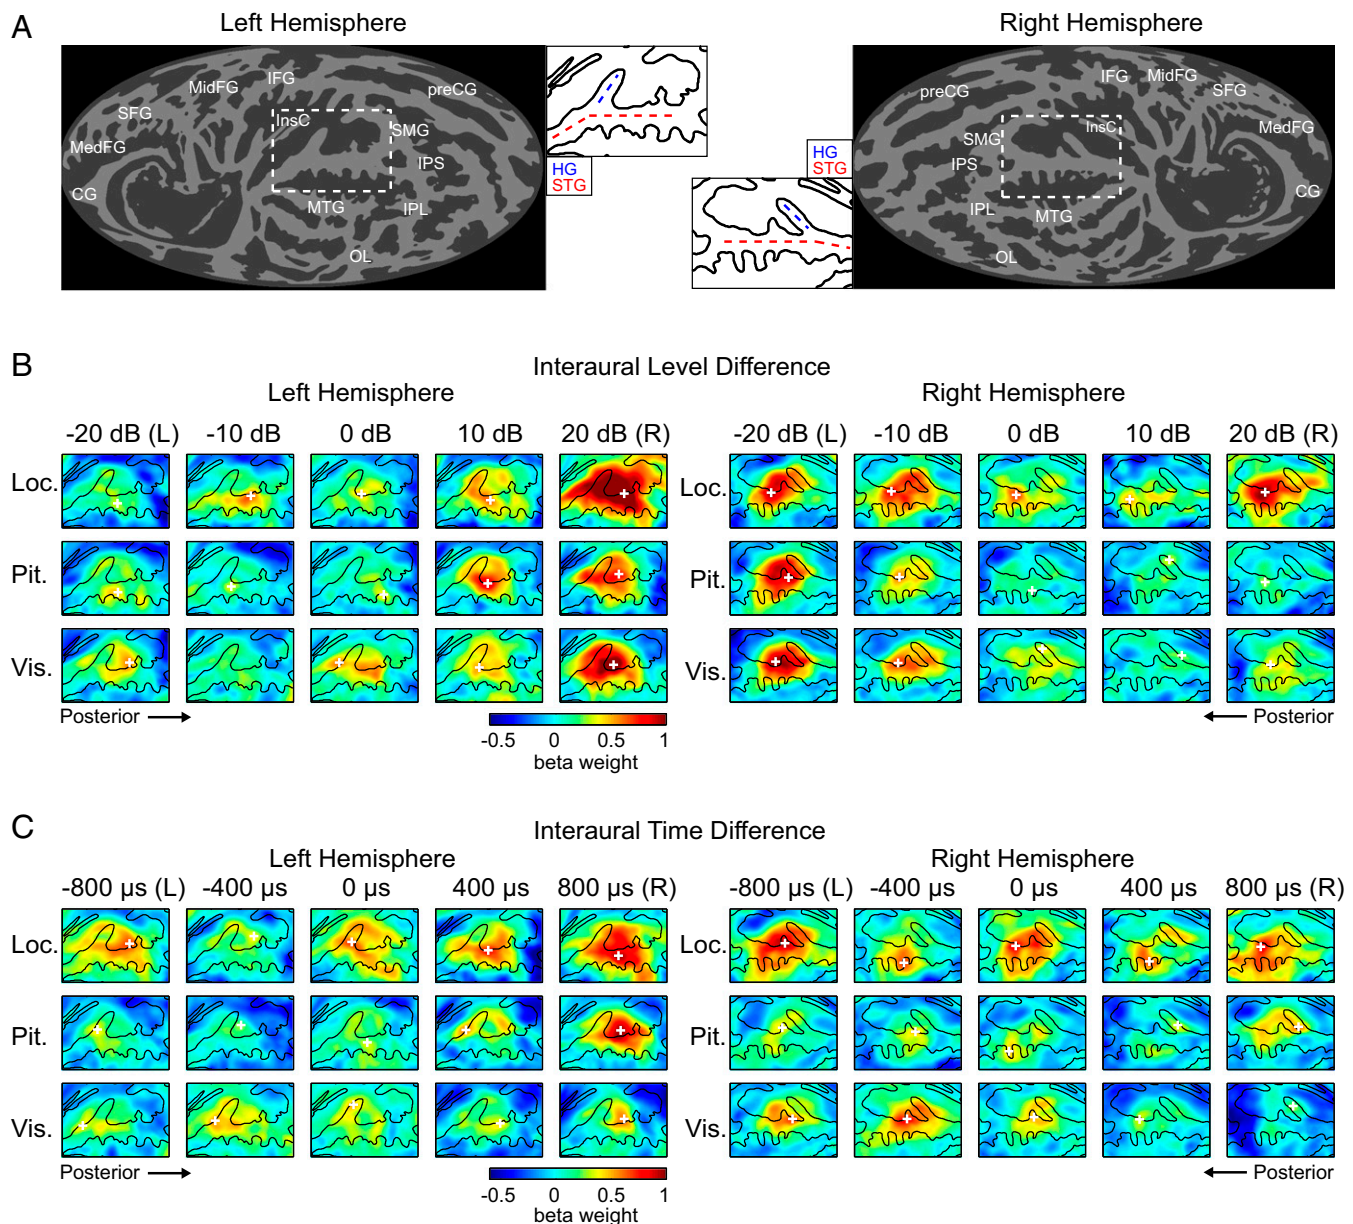 A
Left Hemisphere
Right Hemisphere
IFG
MidFG
preCG
SFG
InsC
SMG
MedFG
IPS
CG
MTG
IPL
OL
HG
STG
HG
STG
IFG
MidFG
preCG
SFG
InsC
MedFG
SMG
IPS
CG
IPL
MTG
OL
B
Interaural Level Difference
Left Hemisphere
Right Hemisphere
-20 dB (L) -10 dB 0 dB 10 dB 20 dB (R)
-20 dB (L) -10 dB 0 dB 10 dB 20 dB (R)
Loc.
Loc.
Pit.
Pit.
Vis.
Vis.
Posterior
Posterior
-0.5 0 0.5 1
beta weight
C
Interaural Time Difference
Left Hemisphere
Right Hemisphere
-800 µs (L) -400 µs 0 µs 400 µs 800 µs (R)
-800 µs (L) -400 µs 0 µs 400 µs 800 µs (R)
Loc.
Loc.
Pit.
Pit.
Vis.
Vis.
Posterior
Posterior
-0.5 0 0.5 1
beta weight